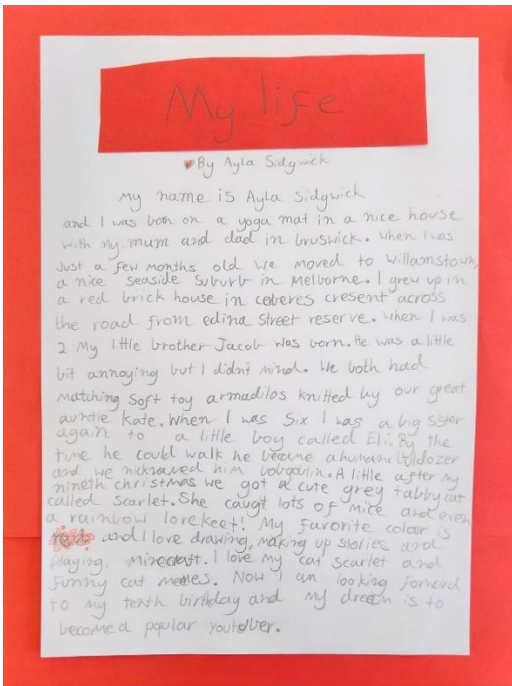 My life
By Ayla Sidgwick
My name is Ayla Sidgwick
and I was born on a yoga mat in a nice house
with my mum and dad in bruswick. When I was
Just a few months old we moved to Willamstown,
a nice seaside suburb in Melborne. I grew up in
a red brick house in cresent across
the road from edina street reserve. When I was
2 My little brother Jacob was born. He was a little
bit annoying but I didn't mind. We both had
matching soft toy armadilos knitted by our great
auntie Kate. When I was Six I was a big sister
again to a little boy called Eli. By the
time he could walk he became a human buldozer
and we nicknamed him bobgoblin. A little after my
nineth christmas we got a cute grey tabby cat
called Scarlet. She caugt lots of mice and even
a rainbow lorekeet! My favorite colour is
and I love drawing, making up stories and
playing, Minecraft. I love my cat Scarlet and
funny cat memes. Now I am looking forward
to my tenth birthday and my dream is to
become a popular youtuber.